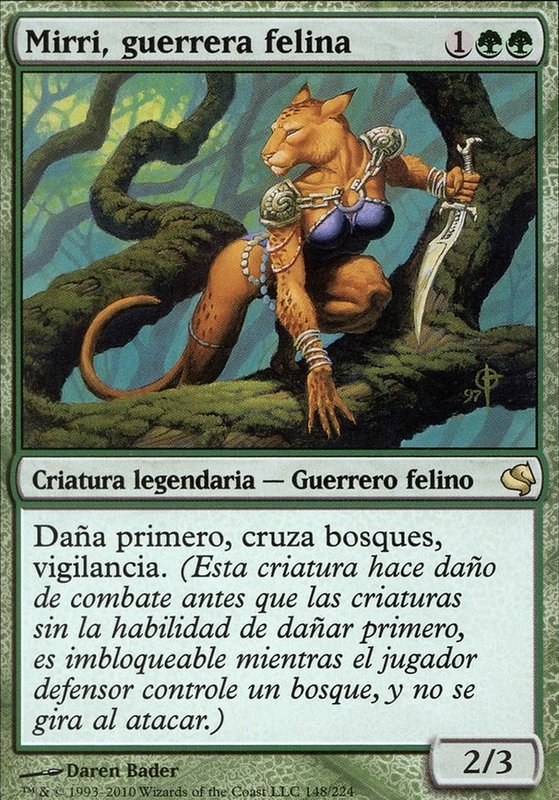 Mirri, guerrera felina 1
97
Criatura legendaria — Guerrero felino
Daña primero, cruza bosques,
vigilancia. (Esta criatura hace daño
de combate antes que las criaturas
sin la habilidad de dañar primero,
es imbloqueable mientras el jugador
defensor controle un bosque, y no se
gira al atacar.)
2/3
Daren Bader
™ & © 1993-2010 Wizards of the Coast LLC 148/224